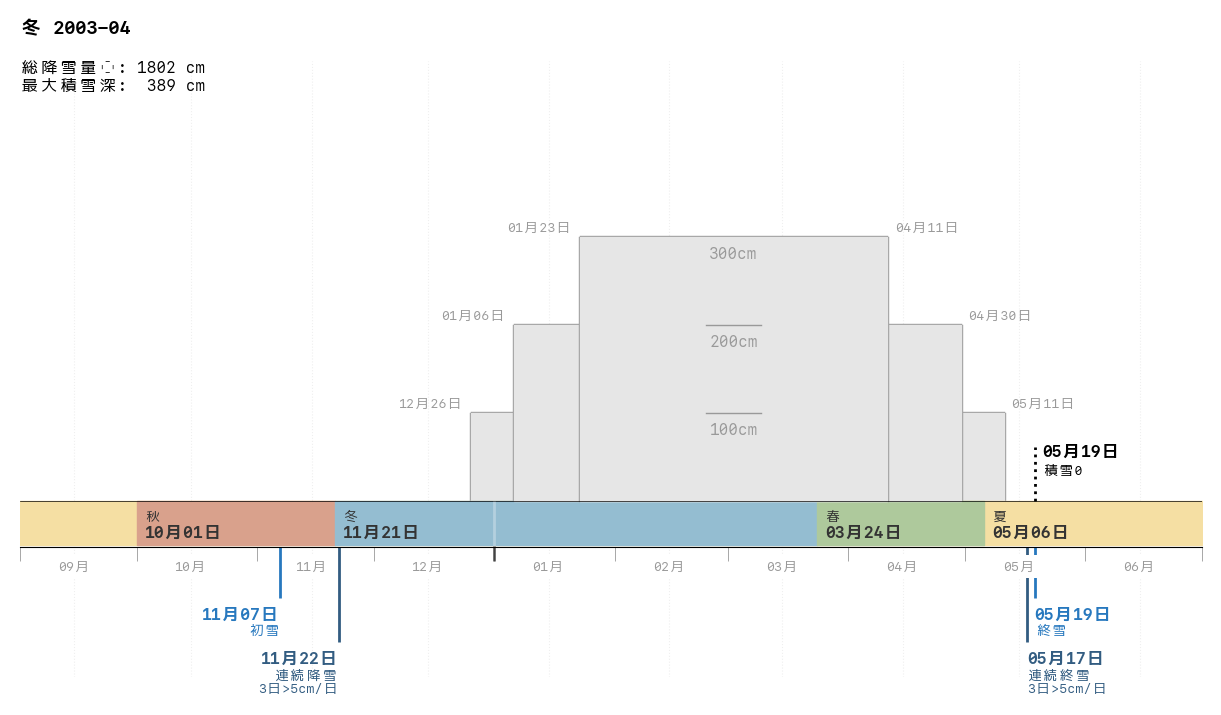 冬 2003-04
総降雪量: 1802 cm
最大積雪深: 389 cm
01月23日
04月11日
300cm
01月06日
04月30日
200cm
12月26日
05月11日
100cm
05月19日
積雪0
秋
10月01日
冬
11月21日
春
03月24日
夏
05月06日
09月
10月
11月
12月
01月
02月
03月
04月
05月
06月
11月07日
初雪
05月19日
終雪
11月22日
連続降雪
3日>5cm/日
05月17日
連続終雪
3日>5cm/日